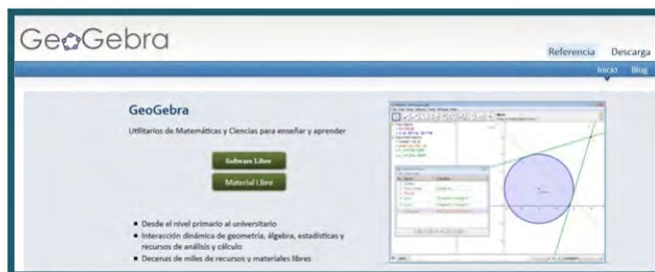 GeoGebra
Referencia Descarga
Inicio Blog
GeoGebra
Utilitarios de Matemáticas y Ciencias para enseñar y aprender
Software Libre
Material Libre
Desde el nivel primario al universitario
Interacción dinámica de geometría, álgebra, estadísticas y
recursos de análisis y cálculo
Decenas de miles de recursos y materiales libres